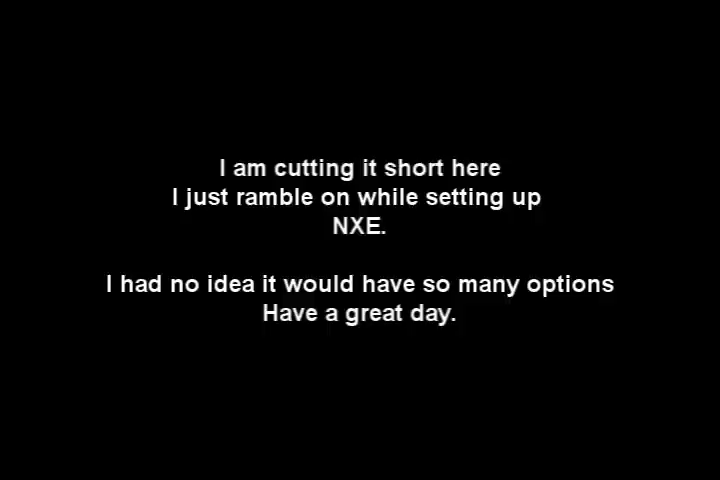 I am cutting it short here
I just ramble on while setting up
NXE.
I had no idea it would have so many options
Have a great day.